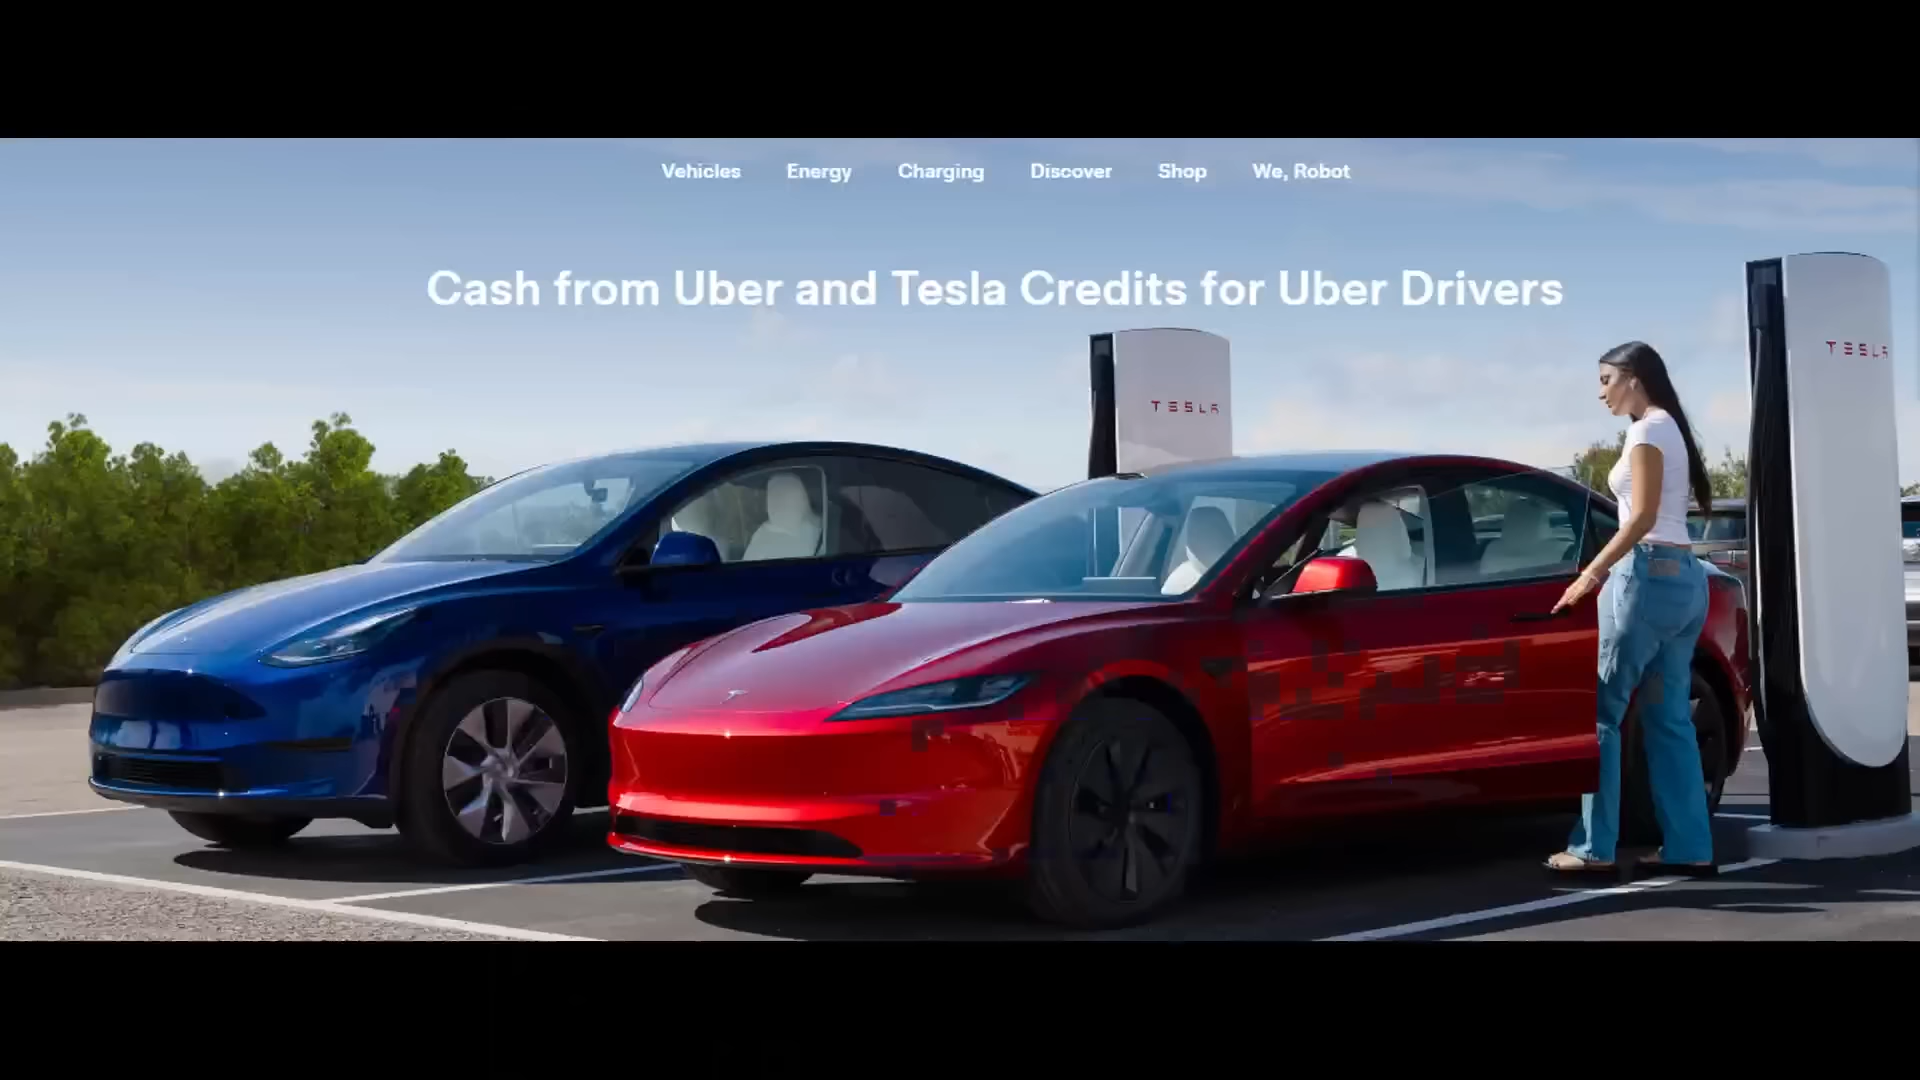 Vehicles Energy Charging Discover Shop We, Robot
Cash from Uber and Tesla Credits for Uber Drivers
TESLA
TESLA